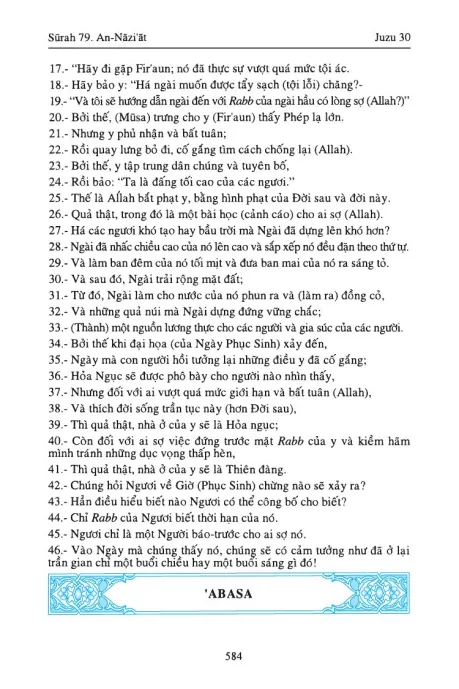 Sūrah 79. An-Nāzi'āt Juzu 30
17.- “Hãy đi gặp Fir'aun; nó đã thực sự vượt quá mức tội ác.
18.- Hãy bảo y: “Há ngài muốn được tẩy sạch (tội lỗi) chăng?-
19.- “Và tôi sẽ hướng dẫn ngài đến với Rabb của ngài hầu có lòng sợ (Allah?)”
20.- Bởi thế, (Mūsa) trưng cho y (Fir'aun) thấy Phép lạ lớn.
21.- Nhưng y phủ nhận và bất tuân;
22.- Rồi quay lưng bỏ đi, cố gắng tìm cách chống lại (Allah).
23.- Bởi thế, y tập trung dân chúng và tuyên bố,
24.- Rồi bảo: “Ta là đấng tối cao của các ngươi.”
25.- Thế là Allah bắt phạt y, bằng hình phạt của Đời sau và đời này.
26.- Quả thật, trong đó là một bài học (cảnh cáo) cho ai sợ (Allah).
27.- Há các ngươi khó tạo hay bầu trời mà Ngài đã dựng lên khó hơn?
28.- Ngài đã nhấc chiều cao của nó lên cao và sắp xếp nó đều đặn theo thứ tự.
29.- Và làm ban đêm của nó tối mịt và đưa ban mai của nó ra sáng tỏ.
30.- Và sau đó, Ngài trải rộng mặt đất;
31.- Từ đó, Ngài làm cho nước của nó phun ra và (làm ra) đồng cỏ,
32.- Và những quả núi mà Ngài dựng đứng vững chắc;
33.- (Thành) một nguồn lương thực cho các người và gia súc của các người.
34.- Bởi thế khi đại họa (của Ngày Phục Sinh) xảy đến,
35.- Ngày mà con người hồi tưởng lại những điều y đã cố gắng;
36.- Hỏa Ngục sẽ được phô bày cho người nào nhìn thấy,
37.- Nhưng đối với ai vượt quá mức giới hạn và bất tuân (Allah),
38.- Và thích đời sống trần tục này (hơn Đời sau),
39.- Thì quả thật, nhà ở của y sẽ là Hỏa ngục;
40.- Còn đối với ai sợ việc đứng trước mặt Rabb của y và kiềm hãm
mình tránh những dục vọng thấp hèn,
41.- Thì quả thật, nhà ở của y sẽ là Thiên đàng.
42.- Chúng hỏi Ngươi về Giờ (Phục Sinh) chừng nào sẽ xảy ra?
43.- Hẳn điều hiểu biết nào Ngươi có thể công bố cho biết?
44.- Chỉ Rabb của Ngươi biết thời hạn của nó.
45.- Ngươi chỉ là một Người báo-trước cho ai sợ nó.
46.- Vào Ngày mà chúng thấy nó, chúng sẽ có cảm tưởng như đã ở lại
trần gian chỉ một buổi chiều hay một buổi sáng gì đó!
'ABASA
584